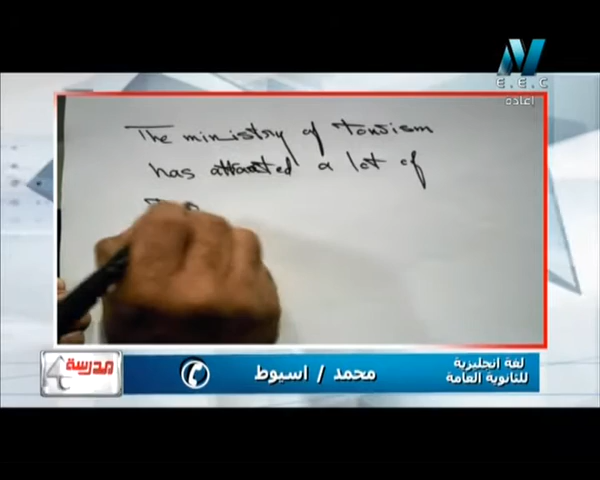 E.E.C
إعادة
The ministry of Tourism
has attracted a lot of
مدرسة
محمد / اسيوط
لغة انجليزية
للثانوية العامة